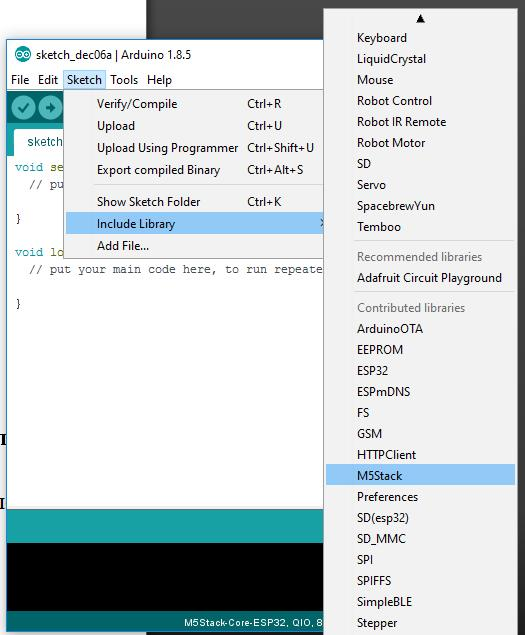 sketch_dec06a | Arduino 1.8.5
File Edit Sketch Tools Help
Verify/Compile Ctrl+R
Upload Ctrl+U
Upload Using Programmer Ctrl+Shift+U
Export compiled Binary Ctrl+Alt+S
Show Sketch Folder Ctrl+K
Include Library
Add File...
sketch
void se
// pu
}
void lo
// put your main code here, to run repeate
}
M5Stack-Core-ESP32, QIO, 8
Keyboard
LiquidCrystal
Mouse
Robot Control
Robot IR Remote
Robot Motor
SD
Servo
SpacebrewYun
Temboo
Recommended libraries
Adafruit Circuit Playground
Contributed libraries
ArduinoOTA
EEPROM
ESP32
ESPmDNS
FS
GSM
HTTPClient
M5Stack
Preferences
SD(esp32)
SD_MMC
SPI
SPIFFS
SimpleBLE
Stepper